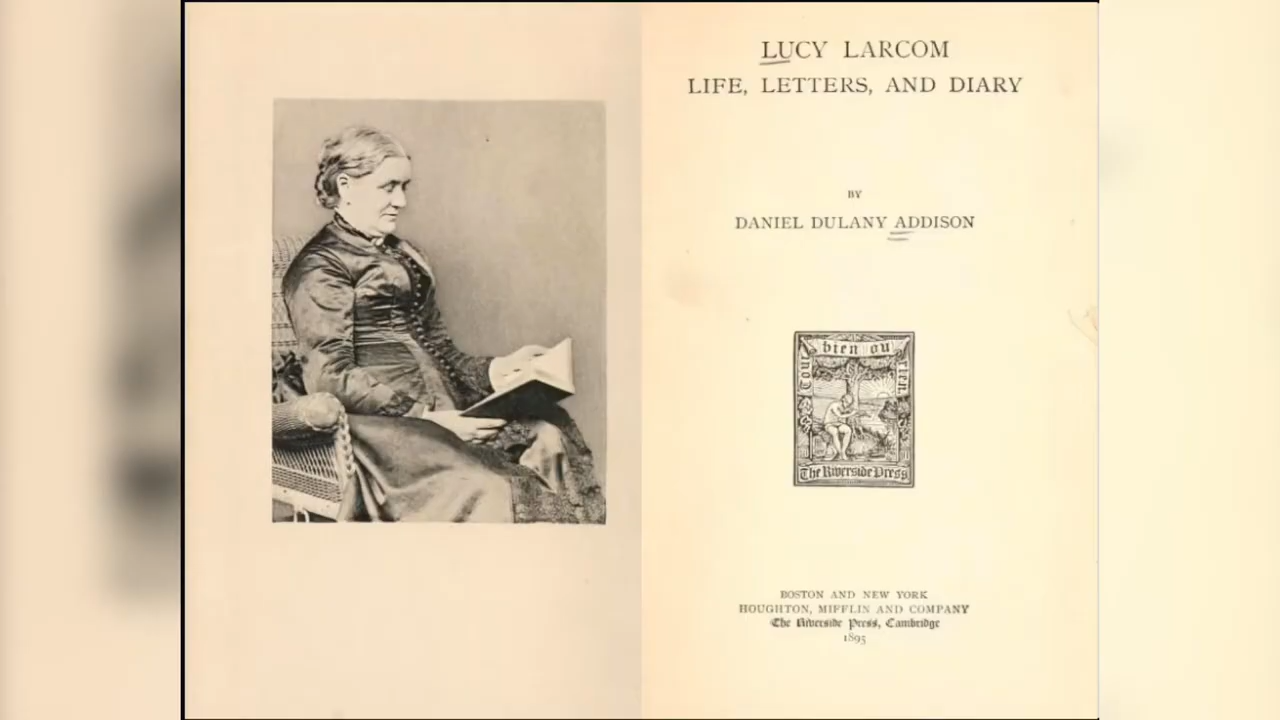 LUCY LARCOM
LIFE, LETTERS, AND DIARY
BY
DANIEL DULANY ADDISON
Tout bien ou rien
The Riverside Press
BOSTON AND NEW YORK
HOUGHTON, MIFFLIN AND COMPANY
The Riverside Press, Cambridge
1895